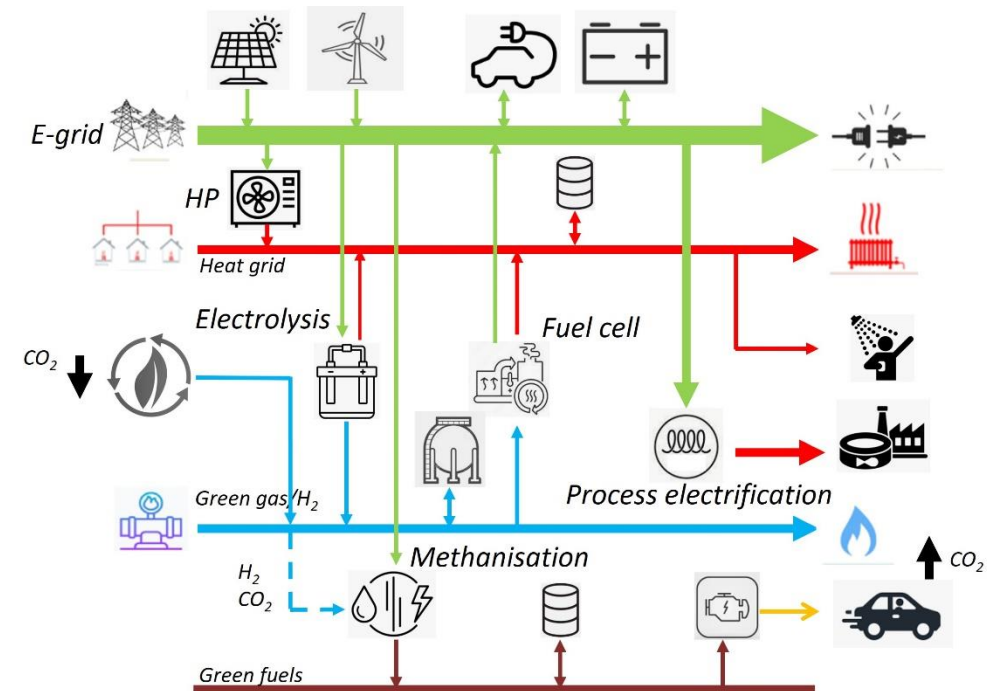 E-grid
HP
Heat grid
Electrolysis
Fuel cell
CO2
Green gas/H2
Process electrification
Methanisation
H2
CO2
CO2
Green fuels